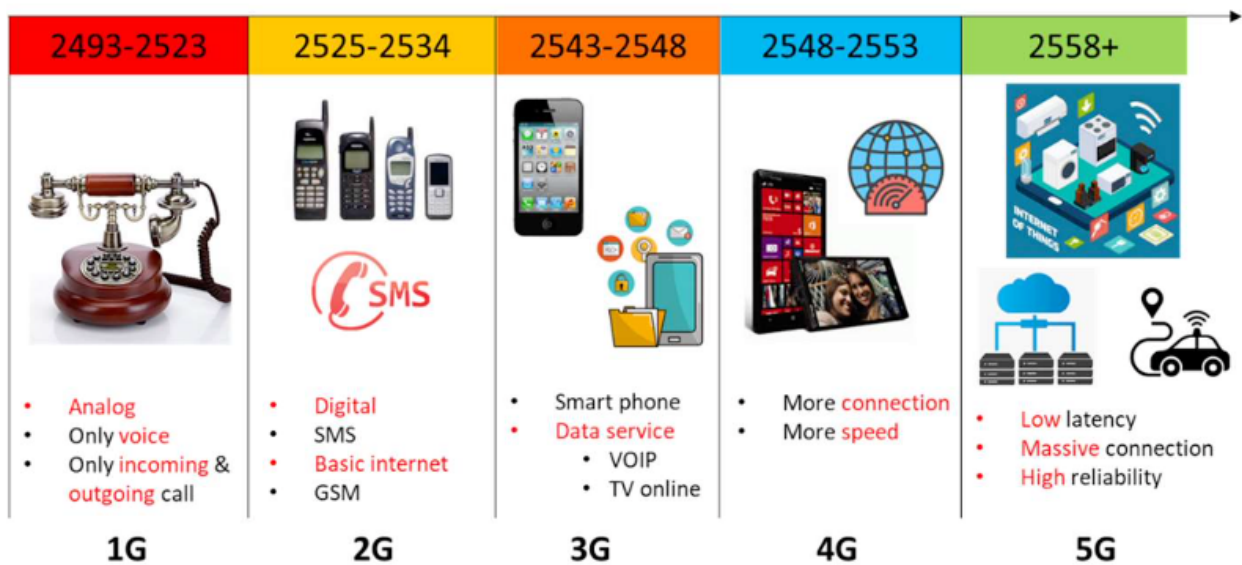 2493-2523
2525-2534
2543-2548
2548-2553
2558+
SMS
INTERNET
OF THINGS
• Analog
• Only voice
• Only incoming &
outgoing call
• Digital
• SMS
• Basic internet
• GSM
• Smart phone
• Data service
• VOIP
• TV online
• More connection
• More speed
• Low latency
• Massive connection
• High reliability
1G
2G
3G
4G
5G